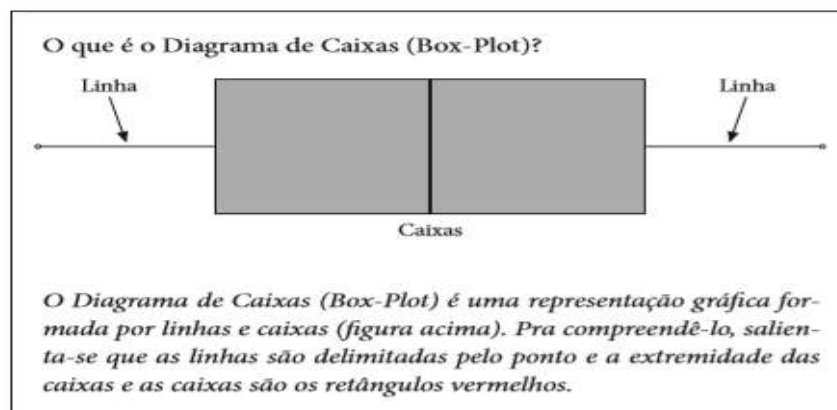 O que é o Diagrama de Caixas (Box-Plot)?
Linha
Linha
Caixas
O Diagrama de Caixas (Box-Plot) é uma representação gráfica for-
mada por linhas e caixas (figura acima). Pra compreendê-lo, salien-
ta-se que as linhas são delimitadas pelo ponto e a extremidade das
caixas e as caixas são os retângulos vermelhos.